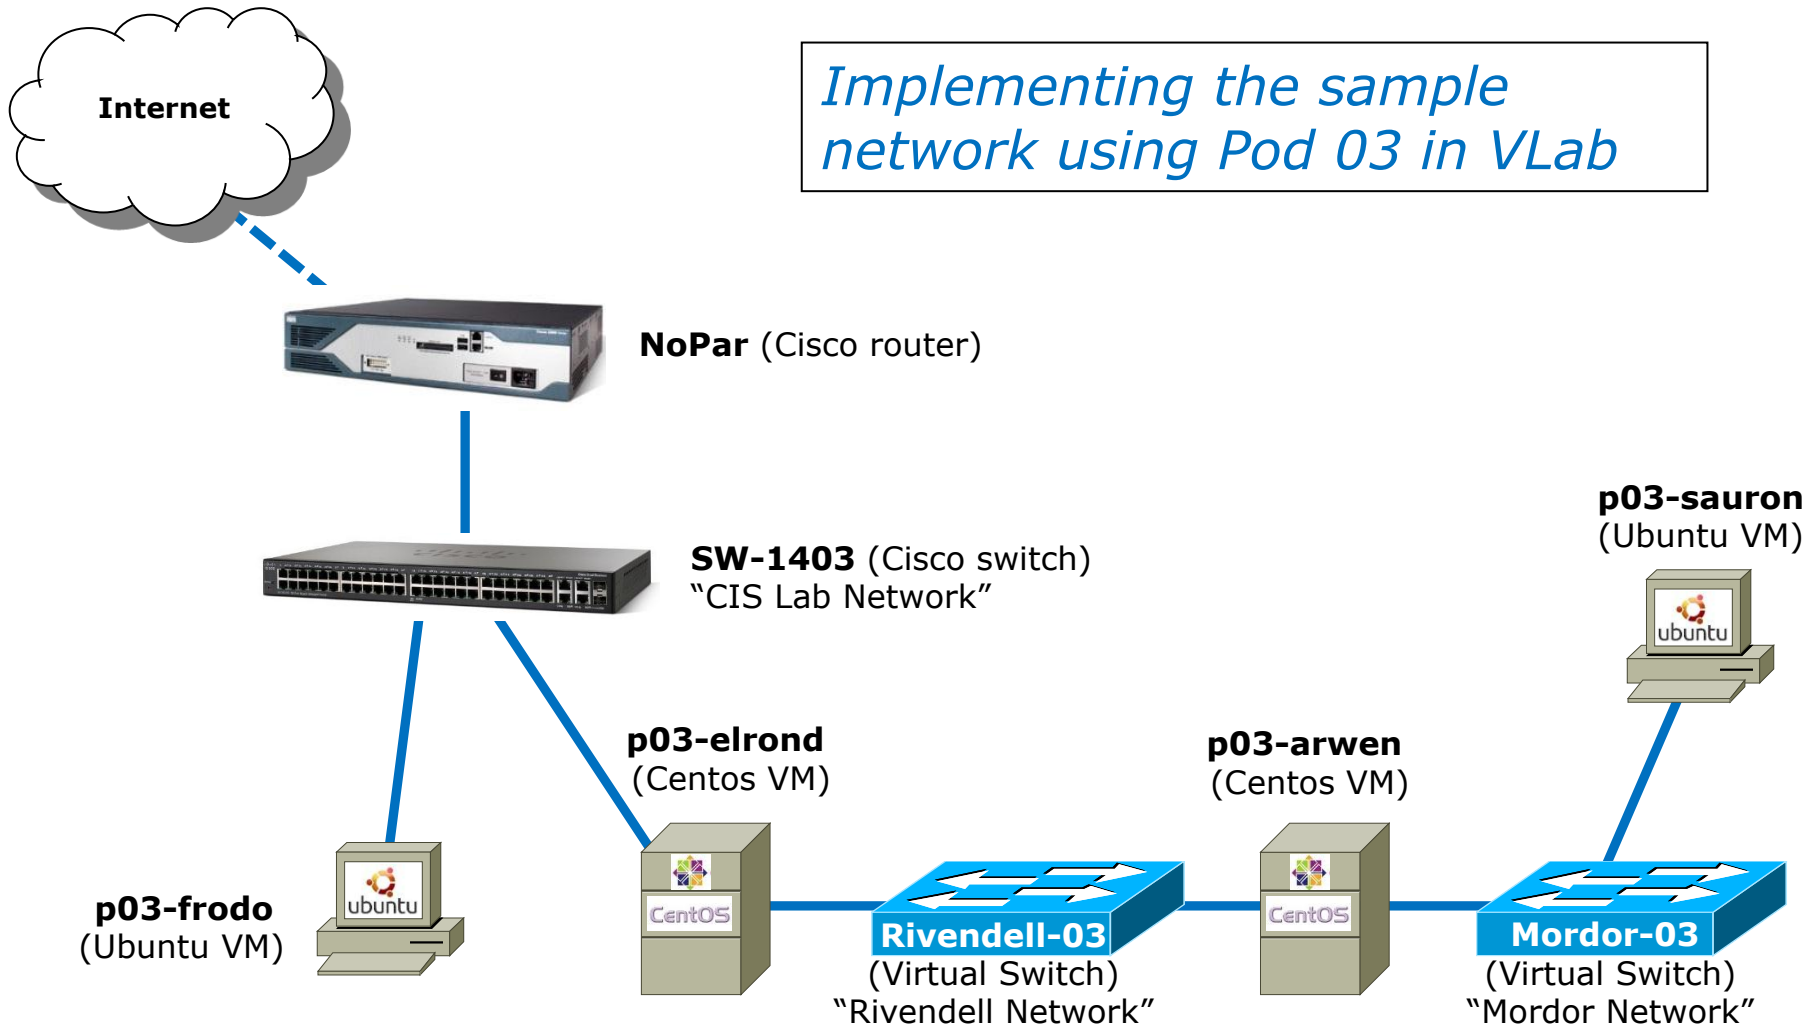 Internet
Implementing the sample
network using Pod 03 in VLab
NoPar (Cisco router)
SW-1403 (Cisco switch)
“CIS Lab Network”
p03-sauron
(Ubuntu VM)
ubuntu
p03-elrond
(Centos VM)
p03-arwen
(Centos VM)
p03-frodo
(Ubuntu VM)
ubuntu
CentOS
Rivendell-03
(Virtual Switch)
“Rivendell Network”
CentOS
Mordor-03
(Virtual Switch)
“Mordor Network”